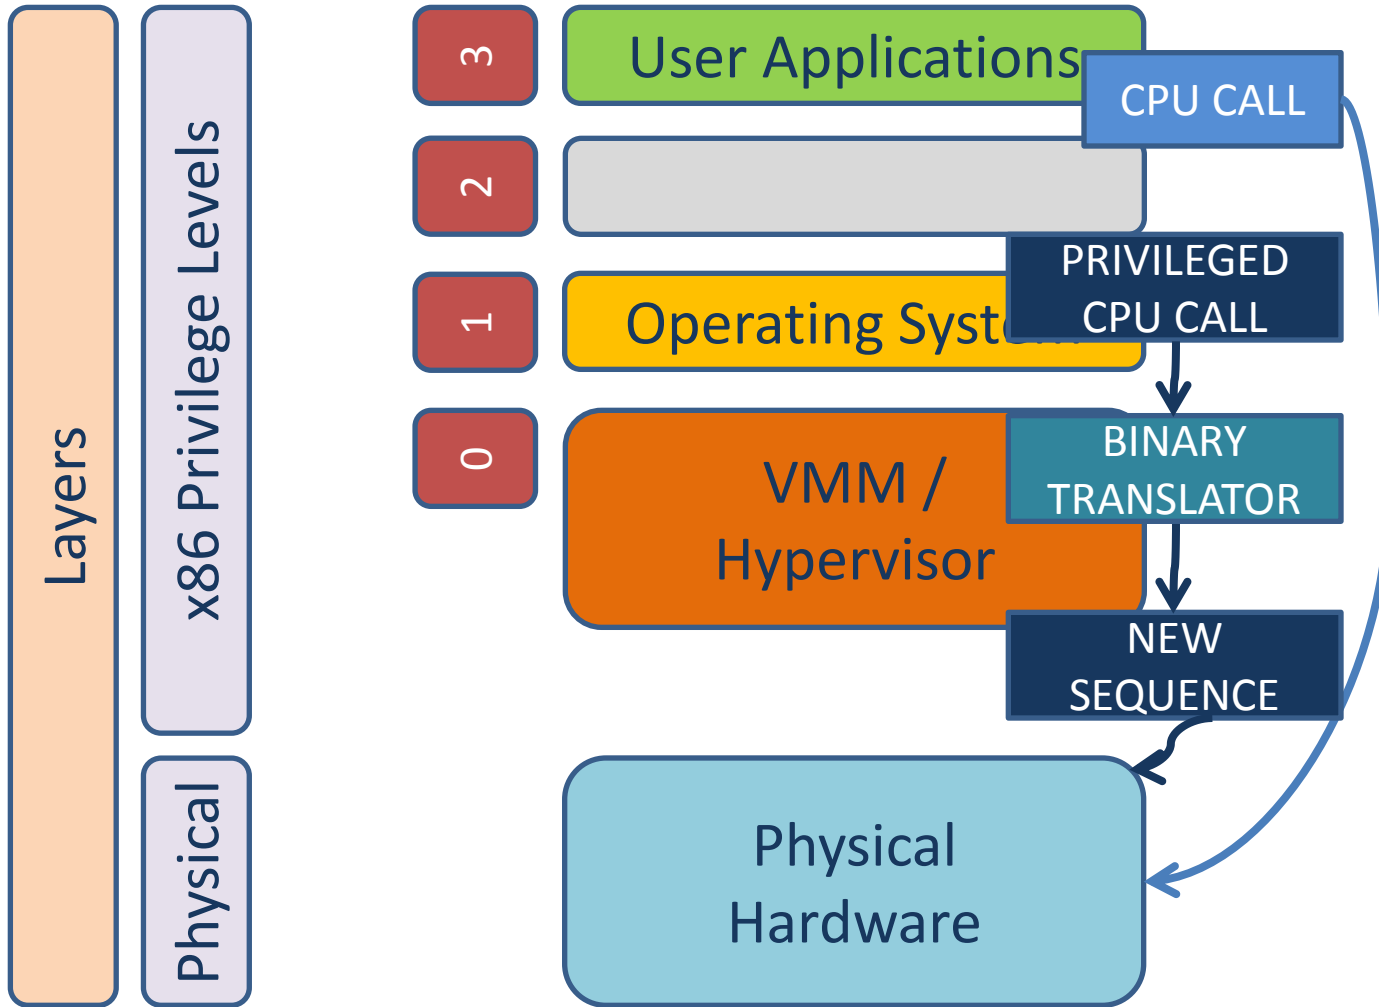 Layers
x86 Privilege Levels
Physical
3
User Applications
CPU CALL
2
1
Operating System
PRIVILEGED
CPU CALL
0
VMM /
Hypervisor
BINARY
TRANSLATOR
NEW
SEQUENCE
Physical
Hardware